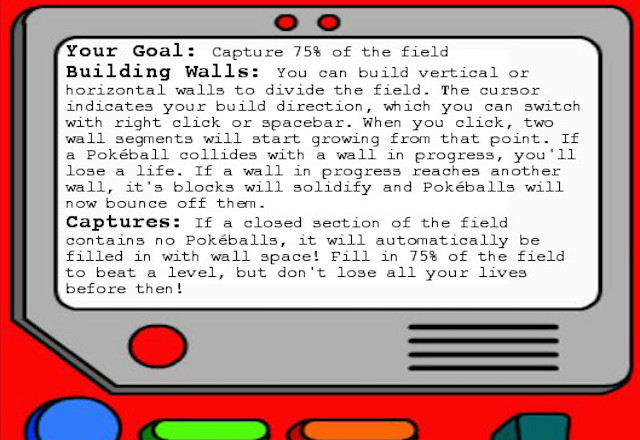 Your Goal: Capture 75% of the field
Building Walls: You can build vertical or
horizontal walls to divide the field. The cursor
indicates your build direction, which you can switch
with right click or spacebar. When you click, two
wall segments will start growing from that point. If
a Pokéball collides with a wall in progress, you'll
lose a life. If a wall in progress reaches another
wall, it's blocks will solidify and Pokéballs will
now bounce off them.
Captures: If a closed section of the field
contains no Pokéballs, it will automatically be
filled in with wall space! Fill in 75% of the field
to beat a level, but don't lose all your lives
before then!